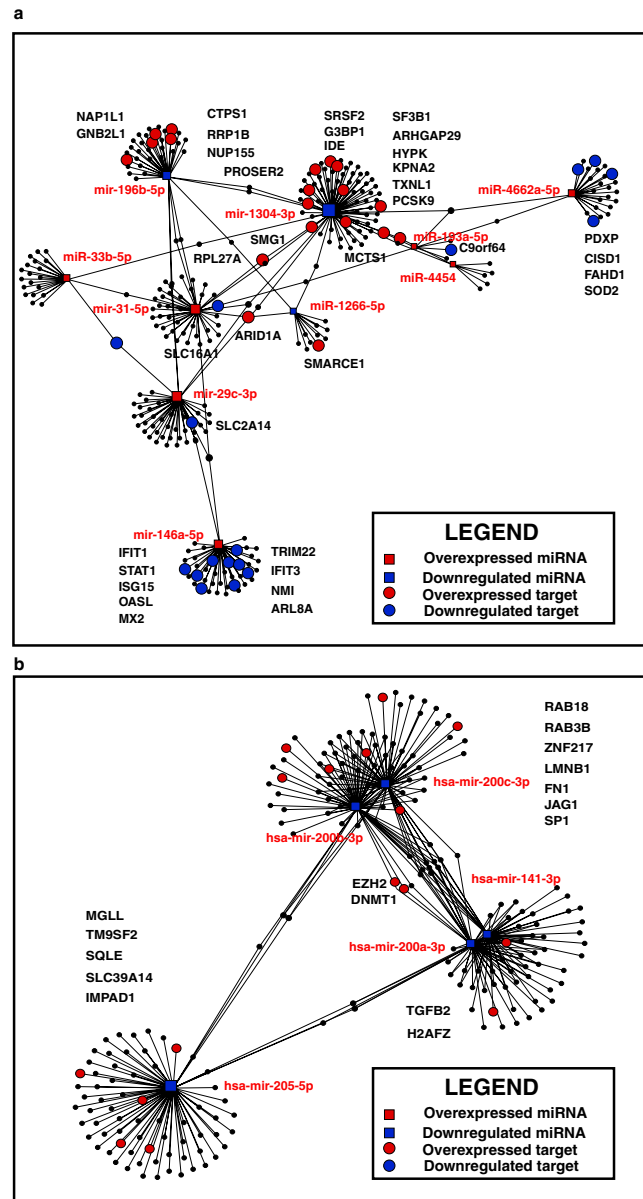 a
NAP1L1
GNB2L1
CTPS1
RRP1B
NUP155
PROSER2
SRSF2
G3BP1
IDE
SF3B1
ARHGAP29
HYPK
KPNA2
TXNL1
PCSK9
mir-196b-5p
mir-1304-3p
miR-4662a-5p
SMG1
miR-193a-5p
MCTS1
C9orf64
PDXP
CISD1
FAHD1
SOD2
miR-33b-5p
RPL27A
miR-4454
mir-31-5p
miR-1266-5p
SLC16A1
ARID1A
SMARCE1
mir-29c-3p
SLC2A14
mir-146a-5p
IFIT1
STAT1
ISG15
OASL
MX2
TRIM22
IFIT3
NMI
ARL8A
LEGEND
Overexpressed miRNA
Downregulated miRNA
Overexpressed target
Downregulated target
b
RAB18
RAB3B
ZNF217
LMNB1
FN1
JAG1
SP1
hsa-mir-200c-3p
hsa-mir-200b-3p
EZH2
DNMT1
hsa-mir-141-3p
hsa-mir-200a-3p
MGLL
TM9SF2
SQLE
SLC39A14
IMPAD1
TGFB2
H2AFZ
hsa-mir-205-5p
LEGEND
Overexpressed miRNA
Downregulated miRNA
Overexpressed target
Downregulated target